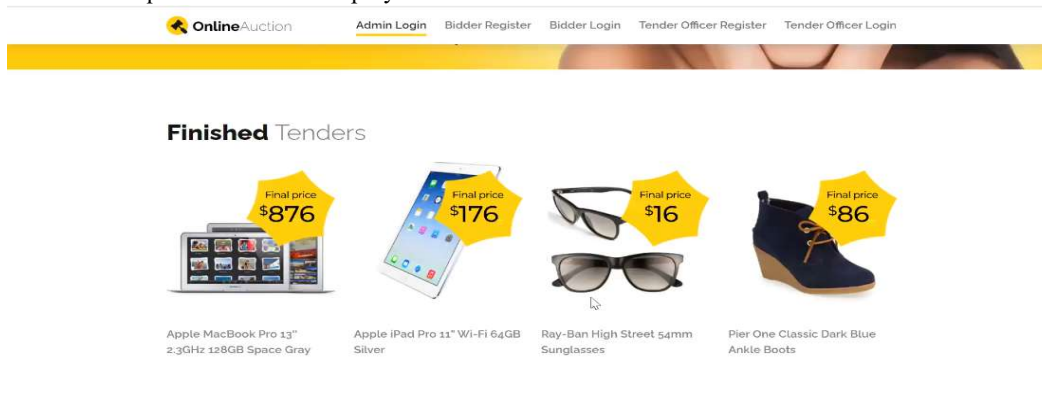 OnlineAuction Admin Login Bidder Register Bidder Login Tender Officer Register Tender Officer Login
Finished Tenders
Final price
$876
Final price
$176
Final price
$16
Final price
$86
Apple MacBook Pro 13"
2.3GHz 128GB Space Gray
Apple iPad Pro 11" Wi-Fi 64GB
Silver
Ray-Ban High Street 54mm
Sunglasses
Pier One Classic Dark Blue
Ankle Boots